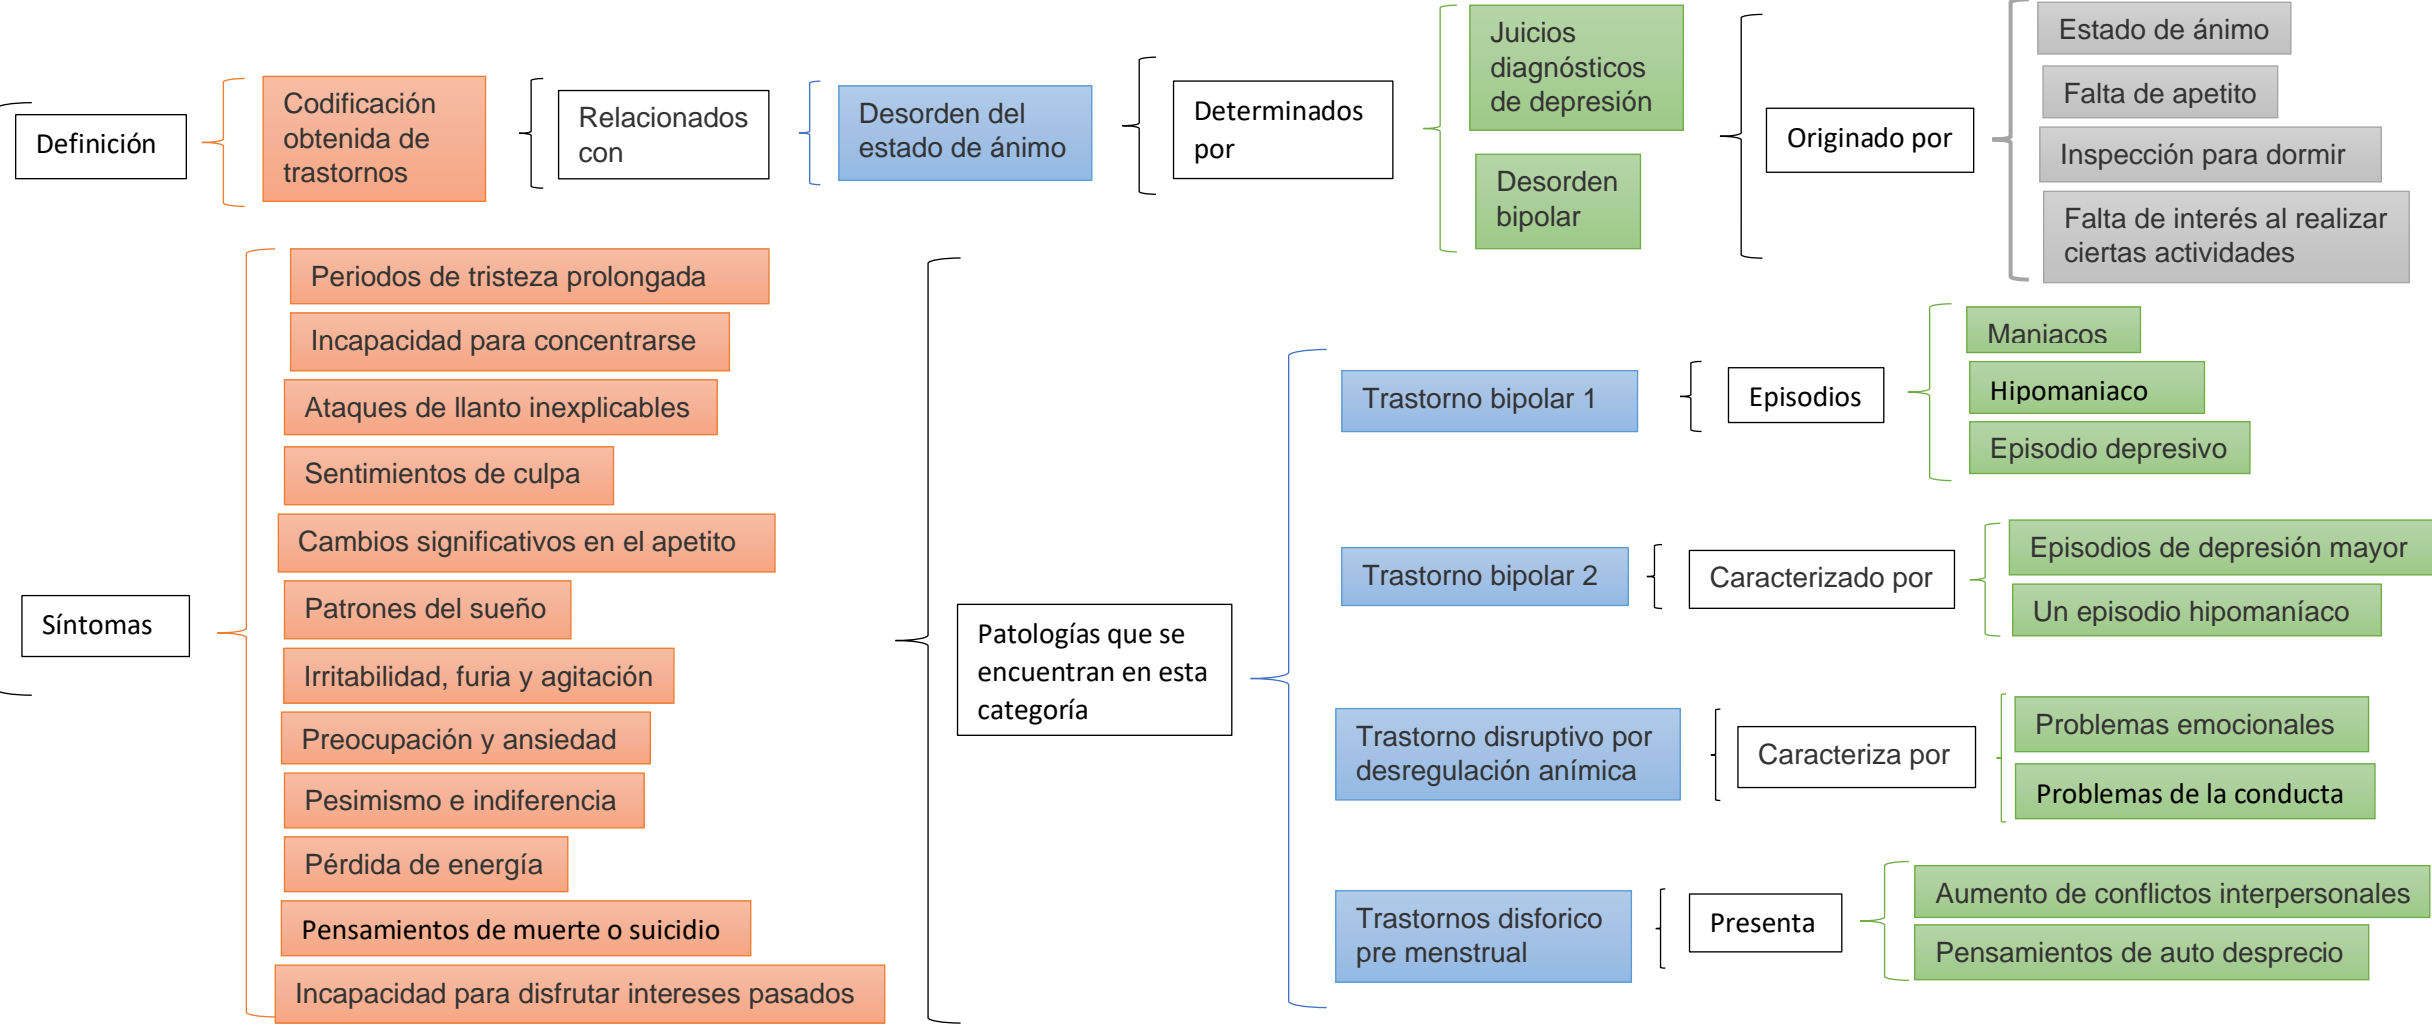 Definición
Codificación
obtenida de
trastornos
Relacionados
con
Desorden del
estado de ánimo
Determinados
por
Juicios
diagnósticos
de depresión
Desorden
bipolar
Originado por
Estado de ánimo
Falta de apetito
Inspección para dormir
Falta de interés al realizar
ciertas actividades
Síntomas
Periodos de tristeza prolongada
Incapacidad para concentrarse
Ataques de llanto inexplicables
Sentimientos de culpa
Cambios significativos en el apetito
Patrones del sueño
Irritabilidad, furia y agitación
Preocupación y ansiedad
Pesimismo e indiferencia
Pérdida de energía
Pensamientos de muerte o suicidio
Incapacidad para disfrutar intereses pasados
Patologías que se
encuentran en esta
categoría
Trastorno bipolar 1
Episodios
Maniacos
Hipomaniaco
Episodio depresivo
Trastorno bipolar 2
Caracterizado por
Episodios de depresión mayor
Un episodio hipomaníaco
Trastorno disruptivo por
desregulación anímica
Caracteriza por
Problemas emocionales
Problemas de la conducta
Trastornos disforico
pre menstrual
Presenta
Aumento de conflictos interpersonales
Pensamientos de auto desprecio